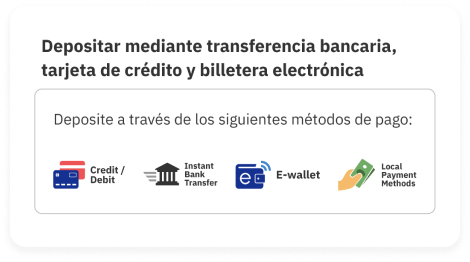 Depositar mediante transferencia bancaria,
tarjeta de crédito y billetera electrónica
Deposite a través de los siguientes métodos de pago:
Credit /
Debit
Instant
Bank
Transfer
e
E-wallet
Local
Payment
Methods